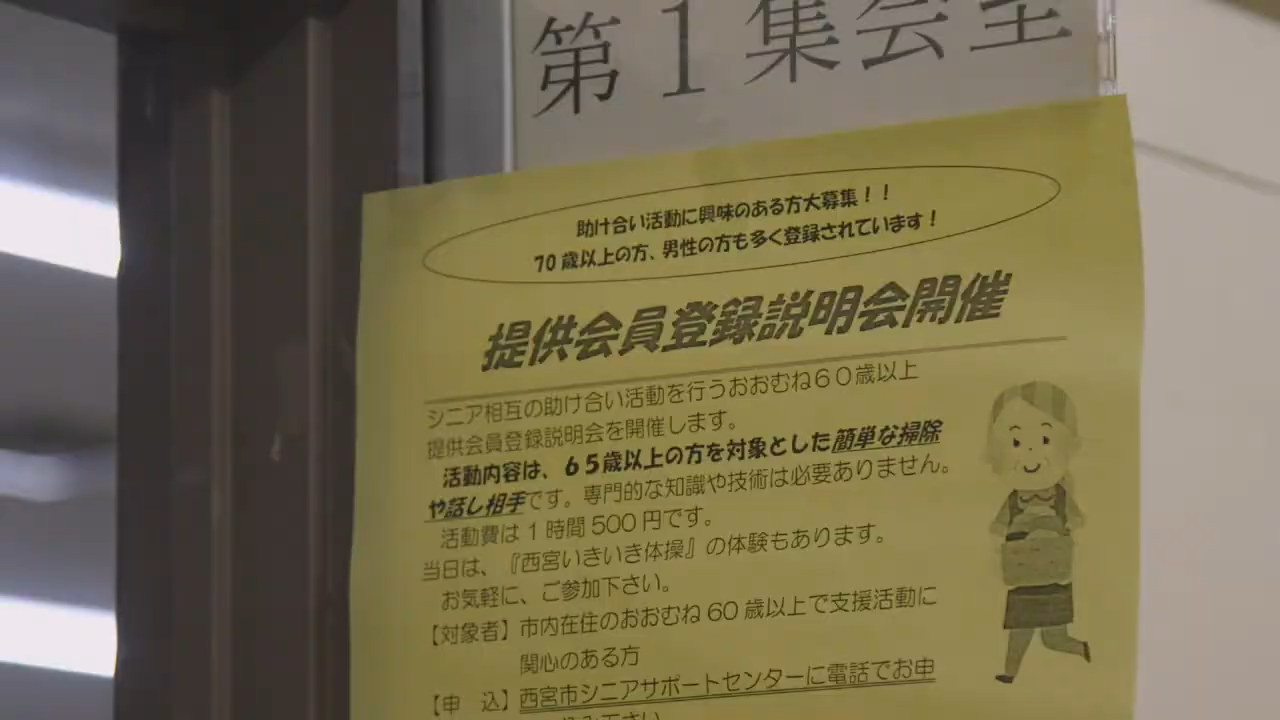 第１集会室
助け合い活動に興味のある方大募集！！
70歳以上の方、男性の方も多く登録されています！
提供会員登録説明会開催
シニア相互の助け合い活動を行うおおむね６０歳以上
提供会員登録説明会を開催します。
活動内容は、６５歳以上の方を対象とした簡単な掃除
や話し相手です。専門的な知識や技術は必要ありません。
活動費は１時間500円です。
当日は、『西宮いきいき体操』の体験もあります。
お気軽に、ご参加下さい。
【対象者】市内在住のおおむね60歳以上で支援活動に
関心のある方
【申　込】西宮市シニアサポートセンターに電話でお申